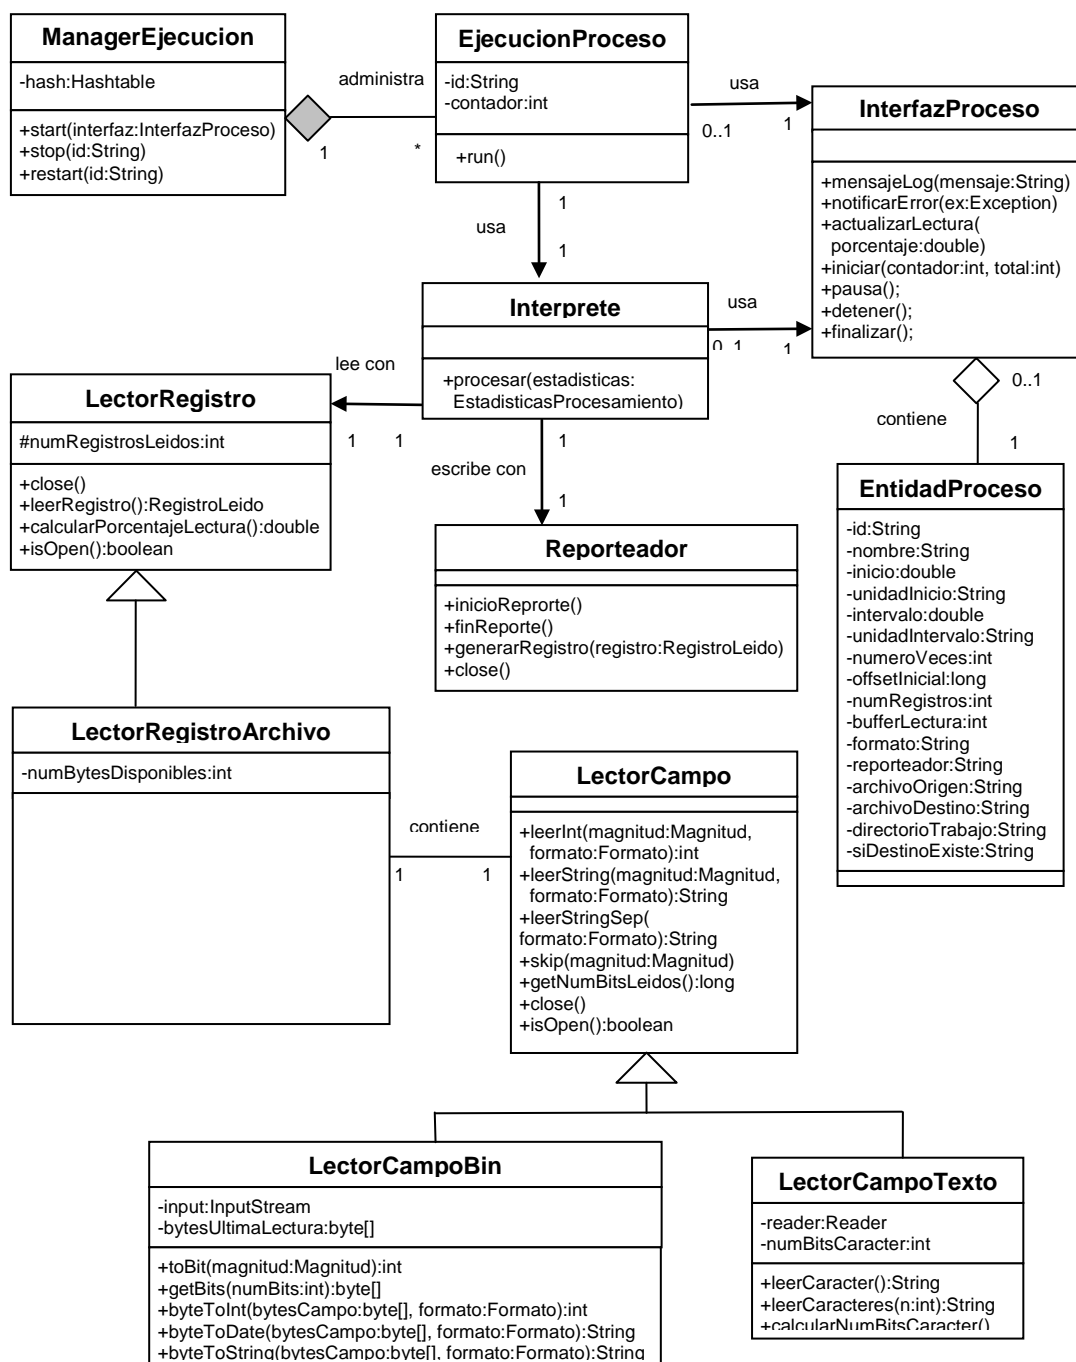 ManagerEjecucion
-hash:Hashtable
+start(interfaz:InterfazProceso)
+stop(id:String)
+restart(id:String)
administra
1
*
EjecucionProceso
-id:String
-contador:int
+run()
usa
0..1
1
InterfazProceso
+mensajeLog(mensaje:String)
+notificarError(ex:Exception)
+actualizarLectura(
porcentaje:double)
+iniciar(contador:int, total:int)
+pausa();
+detener();
+finalizar();
1
usa
1
Interprete
+procesar(estadisticas:
EstadisticasProcesamiento)
usa
0..1
1
lee con
1
1
LectorRegistro
#numRegistrosLeidos:int
+close()
+leerRegistro():RegistroLeido
+calcularPorcentajeLectura():double
+isOpen():boolean
1
escribe con
1
Reporteador
+inicioReprorte()
+finReporte()
+generarRegistro(registro:RegistroLeido)
+close()
0..1
contiene
1
EntidadProceso
-id:String
-nombre:String
-inicio:double
-unidadInicio:String
-intervalo:double
-unidadIntervalo:String
-numeroVeces:int
-offsetInicial:long
-numRegistros:int
-bufferLectura:int
-formato:String
-reporteador:String
-archivoOrigen:String
-archivoDestino:String
-directorioTrabajo:String
-siDestinoExiste:String
LectorRegistroArchivo
-numBytesDisponibles:int
contiene
1
1
LectorCampo
+leerInt(magnitud:Magnitud,
formato:Formato):int
+leerString(magnitud:Magnitud,
formato:Formato):String
+leerStringSep(
formato:Formato):String
+skip(magnitud:Magnitud)
+getNumBitsLeidos():long
+close()
+isOpen():boolean
LectorCampoBin
-input:InputStream
-bytesUltimaLectura:byte[]
+toBit(magnitud:Magnitud):int
+getBits(numBits:int):byte[]
+byteToInt(bytesCampo:byte[], formato:Formato):int
+byteToDate(bytesCampo:byte[], formato:Formato):String
+byteToString(bytesCampo:byte[], formato:Formato):String
LectorCampoTexto
-reader:Reader
-numBitsCaracter:int
+leerCaracter():String
+leerCaracteres(n:int):String
+calcularNumBitsCaracter()